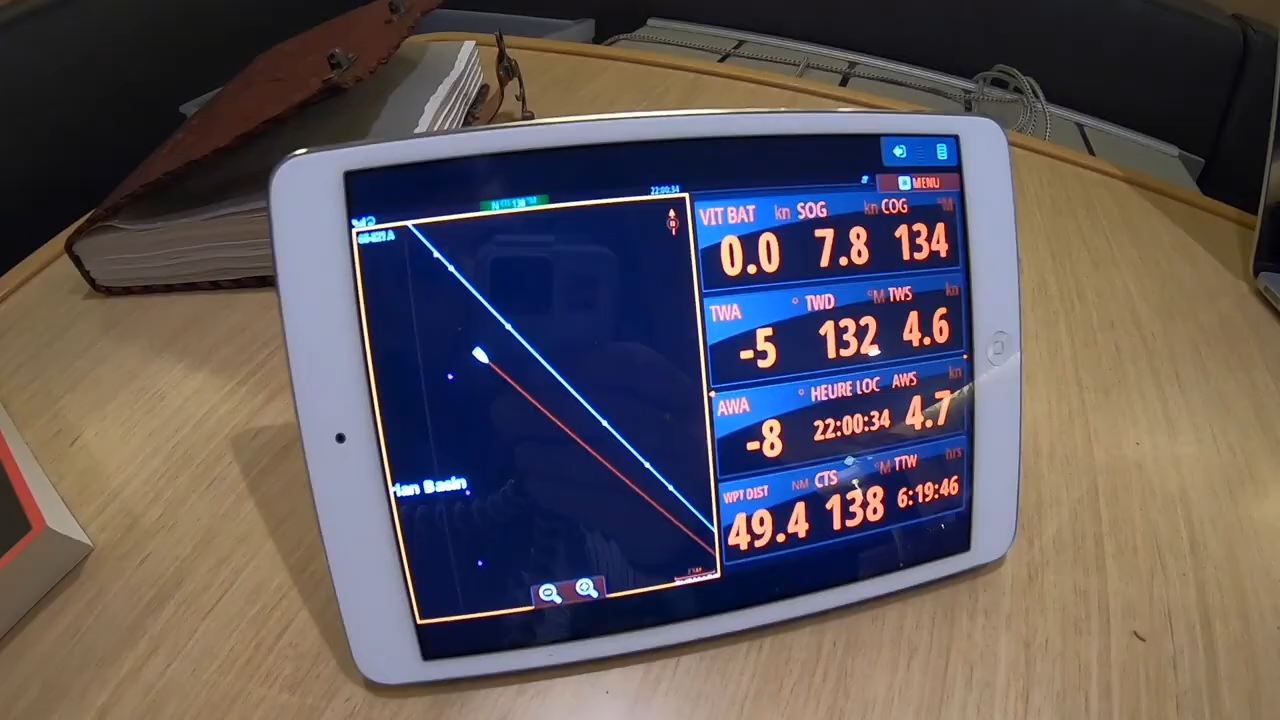 22:00:34
MENU
VIT BAT kn SOG kn COG °M
0.0 7.8 134
TWA ° TWD °M TWS kn
-5 132 4.6
AWA ° HEURE LOC AWS kn
-8 22:00:34 4.7
WPT DIST NM CTS °M TTW hrs
49.4 138 6:19:46
Basin